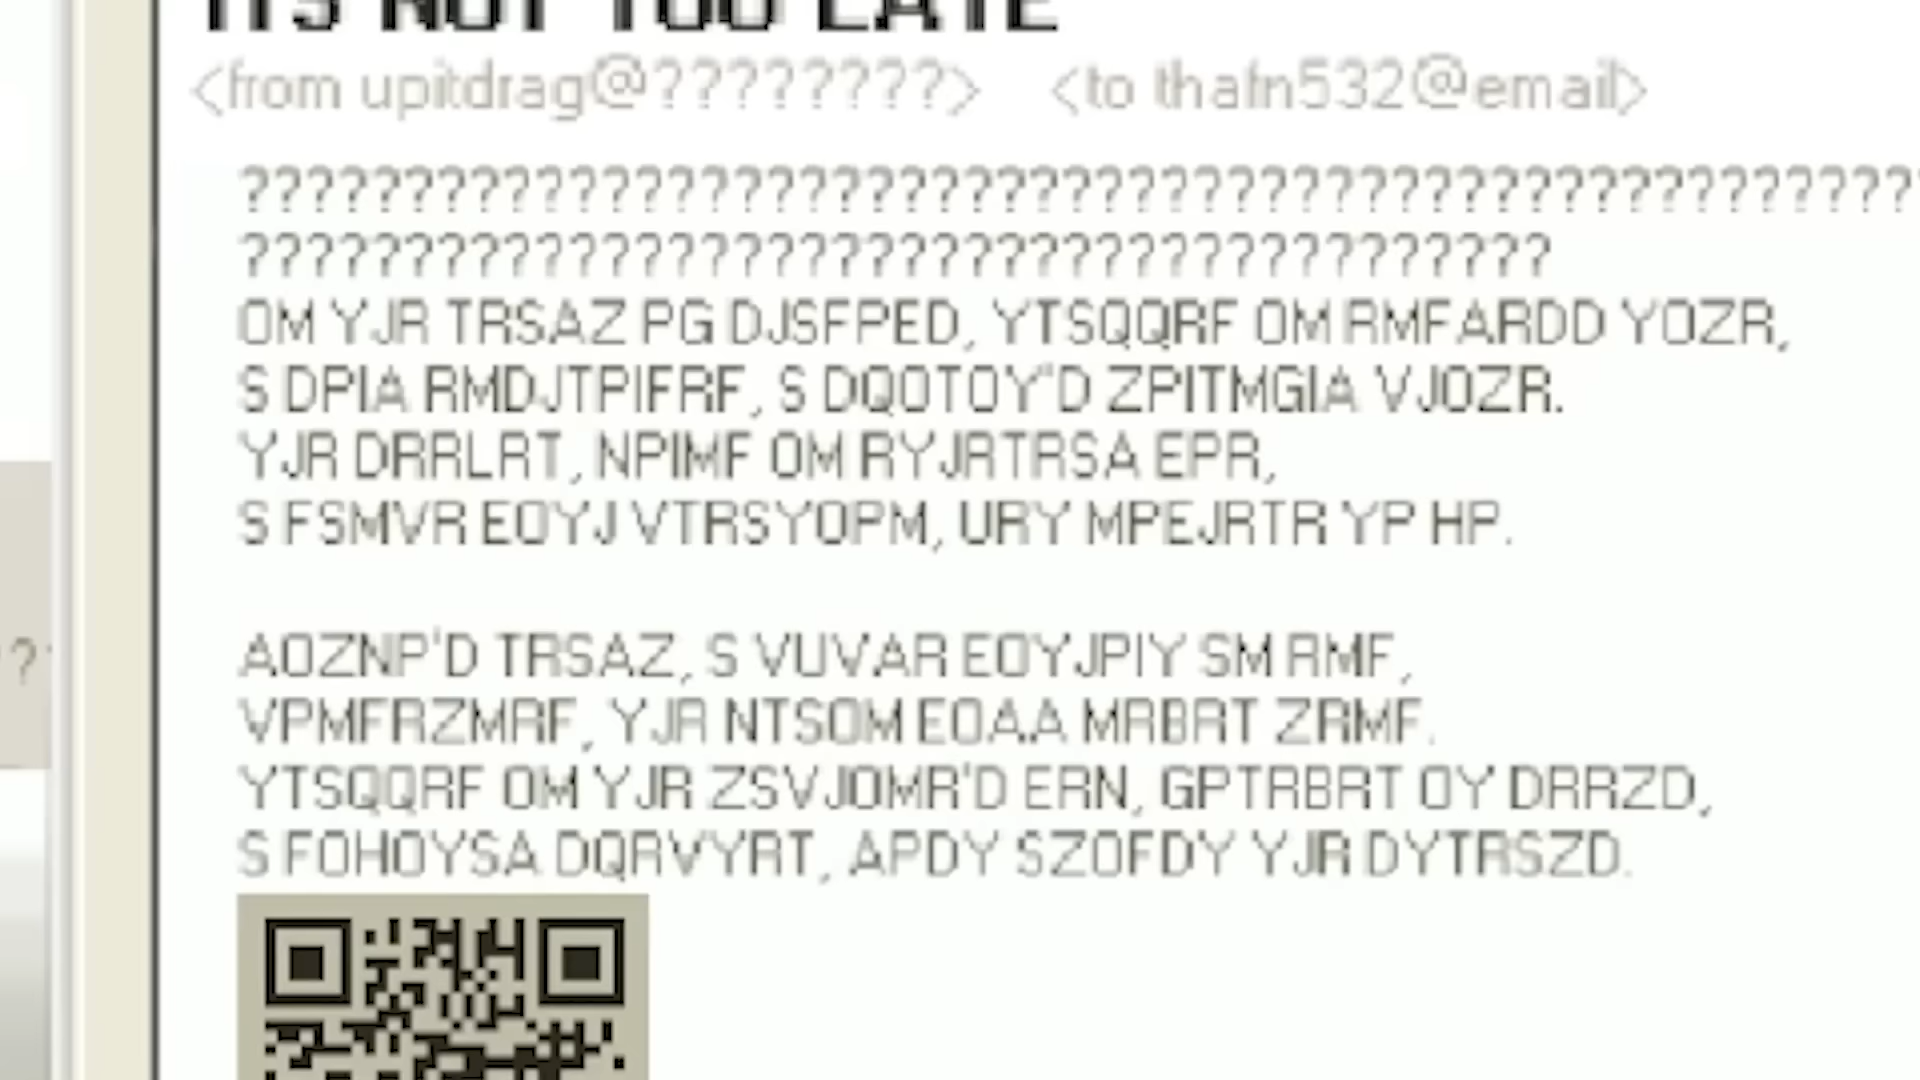 ITS NOT TOO LATE
<from upitdrag@????????> <to thafn532@email>
???????????????????????????????????????????????
?????????????????????????????????????
OM YJR TRSAZ PG DJSFPED, YTSQQRF OM RMFARDD YOZR,
S DPIA RMDJTPIFRF, S DQOTOY'D ZPITMGIA VJOZR.
YJR DRRLRT, NPIMF OM RYJRTRSA EPR,
S FSMVR EOYJ VTRSYOPM, URY MPEJRTR YP HP.
AOZNP'D TRSAZ, S VUVAR EOYJPIY SM RMF,
VPMFRZMRF, YJR NTSOM EOAA MRBRT ZRMF.
YTSQQRF OM YJR ZSVJOMR'D ERN, GPTRBRT OY DRRZD,
S FOHOYSA DQRVYRT, APDY SZOFDY YJR DYTRSZD.
??